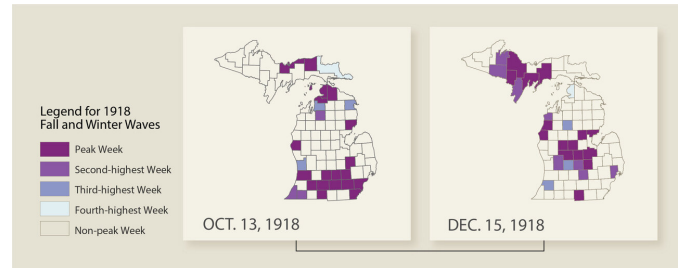 Legend for 1918
Fall and Winter Waves
Peak Week
Second-highest Week
Third-highest Week
Fourth-highest Week
Non-peak Week
OCT. 13, 1918
DEC. 15, 1918